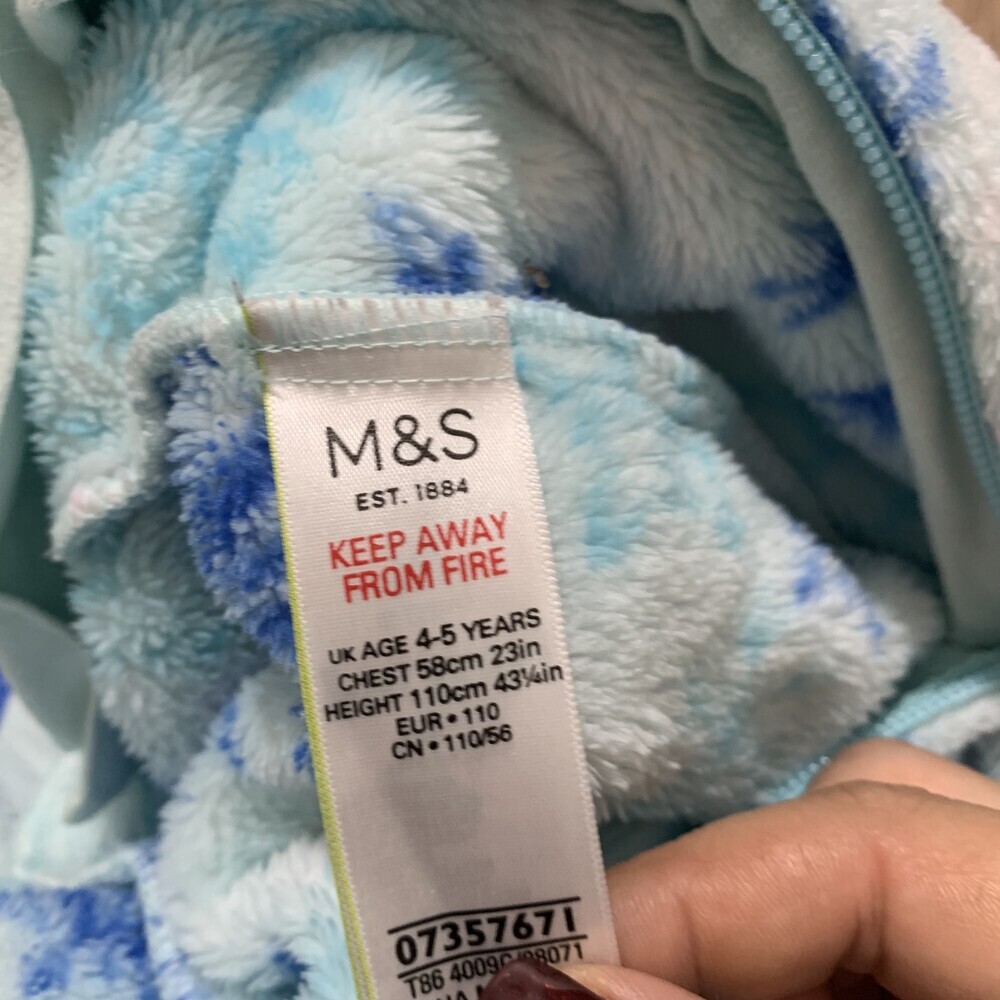 M&S
EST. 1884
KEEP AWAY
FROM FIRE
UK AGE 4-5 YEARS
CHEST 58cm 23in
HEIGHT 110cm 43¼in
EUR • 110
CN • 110/56
07357671
T86